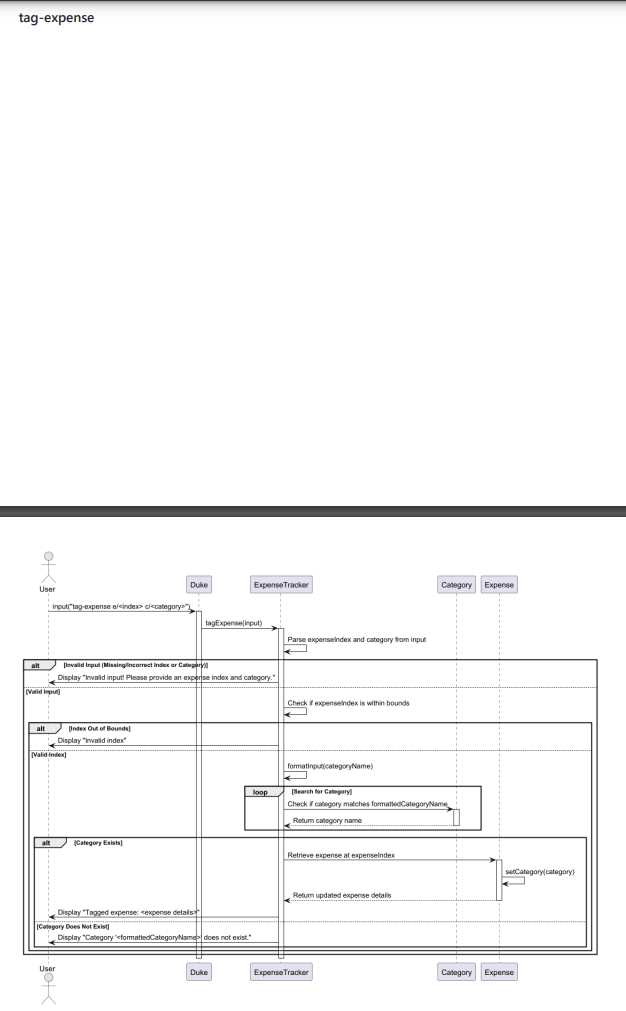 tag-expense
User
Duke
ExpenseTracker
Category
Expense
input("tag-expense e/<index> c/<category>")
tagExpense(input)
Parse expenseIndex and category from input
alt
[Invalid Input (Missing/Incorrect Index or Category)]
Display "Invalid input! Please provide an expense index and category."
[Valid Input]
Check if expenseIndex is within bounds
alt
[Index Out of Bounds]
Display "Invalid index"
[Valid Index]
formatInput(categoryName)
loop
[Search for Category]
Check if category matches formattedCategoryName
Return category name
alt
[Category Exists]
Retrieve expense at expenseIndex
setCategory(category)
Return updated expense details
Display "Tagged expense: <expense details>"
[Category Does Not Exist]
Display "Category '<formattedCategoryName> does not exist."
User
Duke
ExpenseTracker
Category
Expense